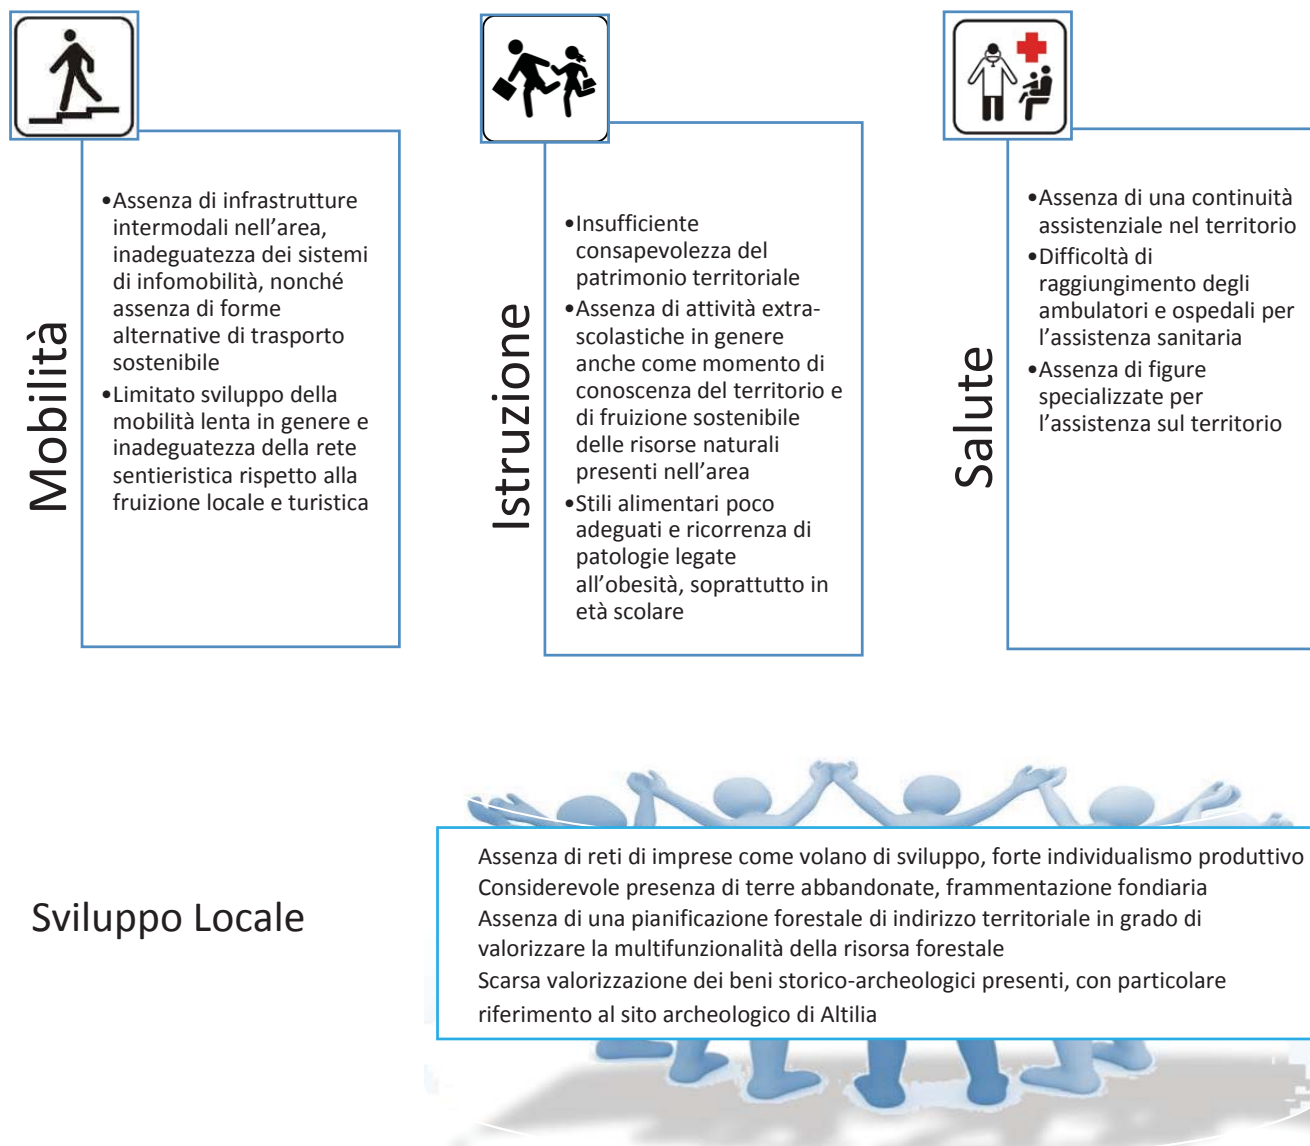 Mobilità
•Assenza di infrastrutture
intermodali nell'area,
inadeguatezza dei sistemi
di infomobilità, nonché
assenza di forme
alternative di trasporto
sostenibile
•Limitato sviluppo della
mobilità lenta in genere e
inadeguatezza della rete
sentieristica rispetto alla
fruizione locale e turistica
Istruzione
•Insufficiente
consapevolezza del
patrimonio territoriale
•Assenza di attività extra-
scolastiche in genere
anche come momento di
conoscenza del territorio e
di fruizione sostenibile
delle risorse naturali
presenti nell'area
•Stili alimentari poco
adeguati e ricorrenza di
patologie legate
all'obesità, soprattutto in
età scolare
Salute
•Assenza di una continuità
assistenziale nel territorio
•Difficoltà di
raggiungimento degli
ambulatori e ospedali per
l'assistenza sanitaria
•Assenza di figure
specializzate per
l'assistenza sul territorio
Sviluppo Locale
Assenza di reti di imprese come volano di sviluppo, forte individualismo produttivo
Considerevole presenza di terre abbandonate, frammentazione fondiaria
Assenza di una pianificazione forestale di indirizzo territoriale in grado di
valorizzare la multifunzionalità della risorsa forestale
Scarsa valorizzazione dei beni storico-archeologici presenti, con particolare
riferimento al sito archeologico di Altilia